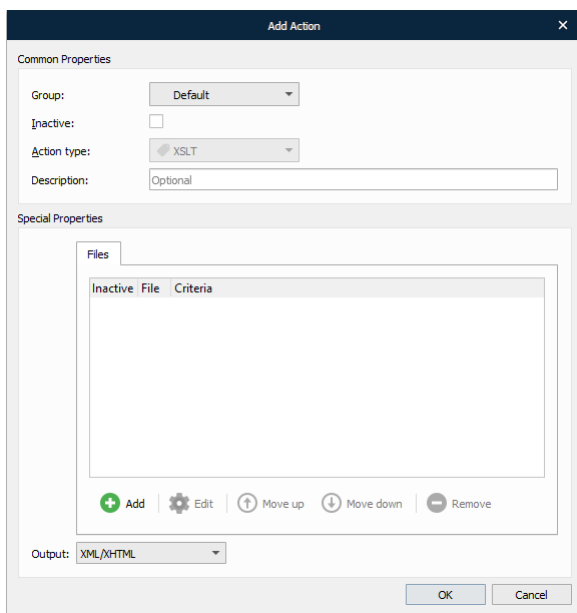 Add Action
Common Properties
Group: Default
Inactive:
Action type: XSLT
Description: Optional
Special Properties
Files
Inactive File Criteria
Add Edit Move up Move down Remove
Output: XML/XHTML
OK Cancel